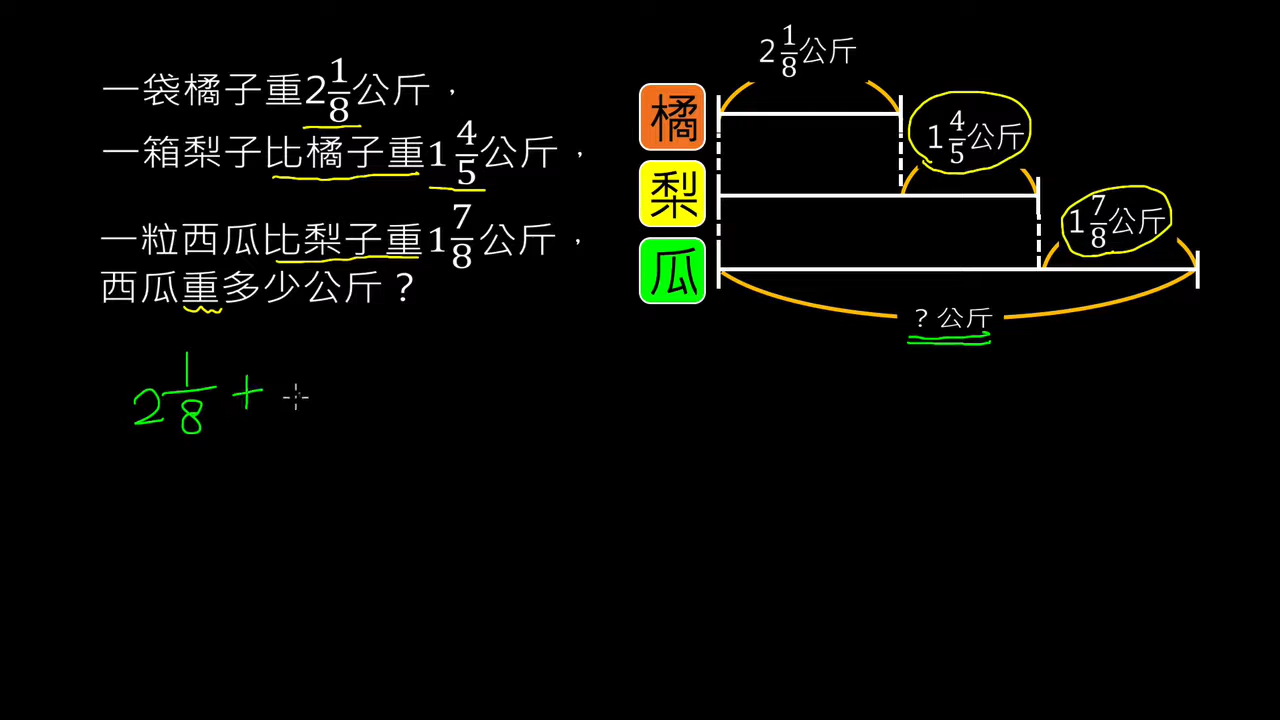 一袋橘子重2 1/8公斤，
一箱梨子比橘子重1 4/5公斤，
一粒西瓜比梨子重1 7/8公斤，
西瓜重多少公斤？
2 1/8 +
2 1/8公斤
橘
1 4/5公斤
梨
1 7/8公斤
瓜
？公斤